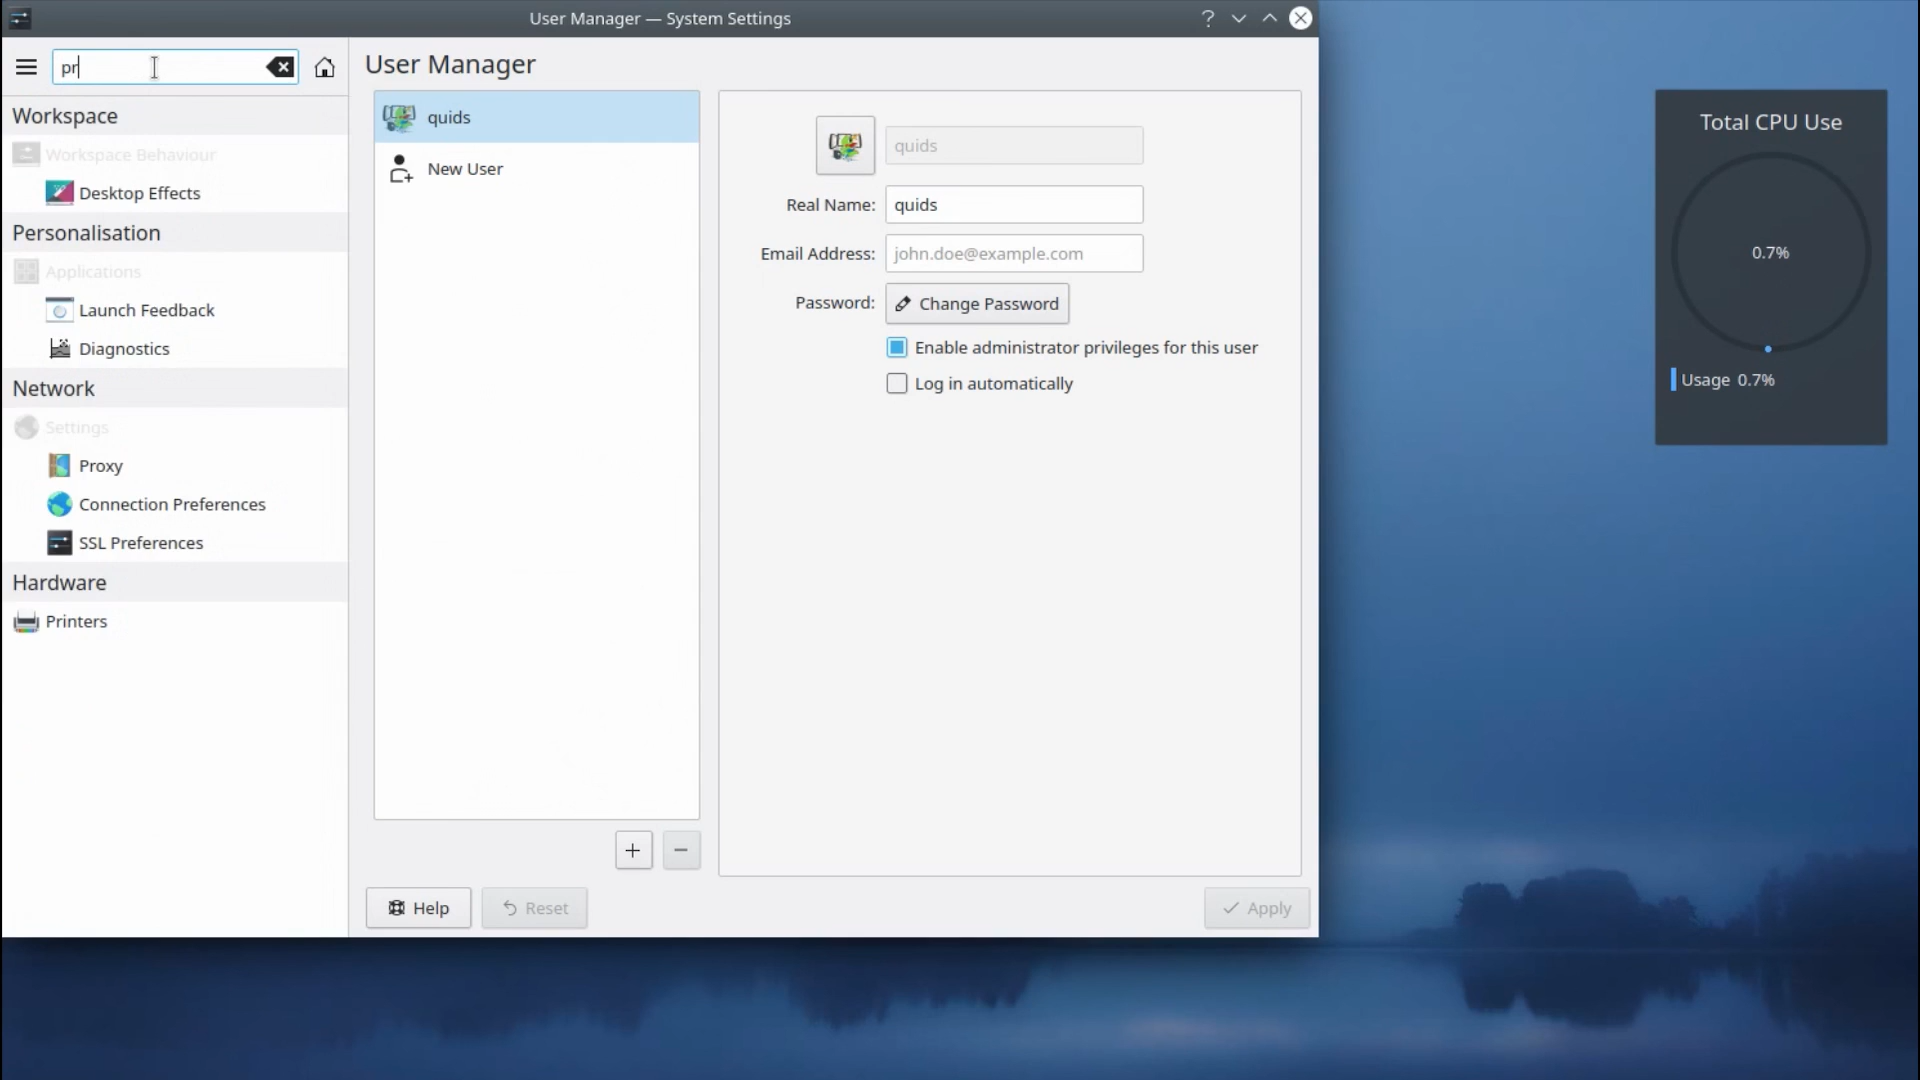 User Manager — System Settings
pr
Workspace
Workspace Behaviour
Desktop Effects
Personalisation
Applications
Launch Feedback
Diagnostics
Network
Settings
Proxy
Connection Preferences
SSL Preferences
Hardware
Printers
User Manager
quids
New User
quids
Real Name: quids
Email Address: john.doe@example.com
Password: Change Password
Enable administrator privileges for this user
Log in automatically
Help
Reset
Apply
Total CPU Use
0.7%
Usage 0.7%